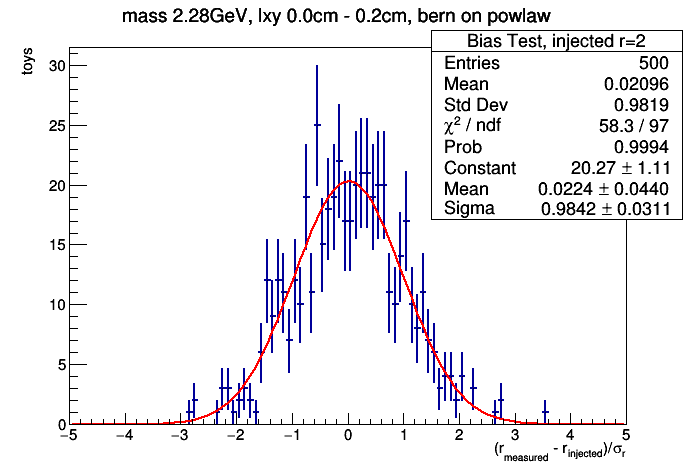 mass 2.28GeV, lxy 0.0cm - 0.2cm, bern on powlaw
Bias Test, injected r=2
Entries 500
Mean 0.02096
Std Dev 0.9819
χ² / ndf 58.3 / 97
Prob 0.9994
Constant 20.27 ± 1.11
Mean 0.0224 ± 0.0440
Sigma 0.9842 ± 0.0311
toys
30
25
20
15
10
5
0
−5 −4 −3 −2 −1 0 1 2 3 4 5
(r_measured - r_injected)/σ_r